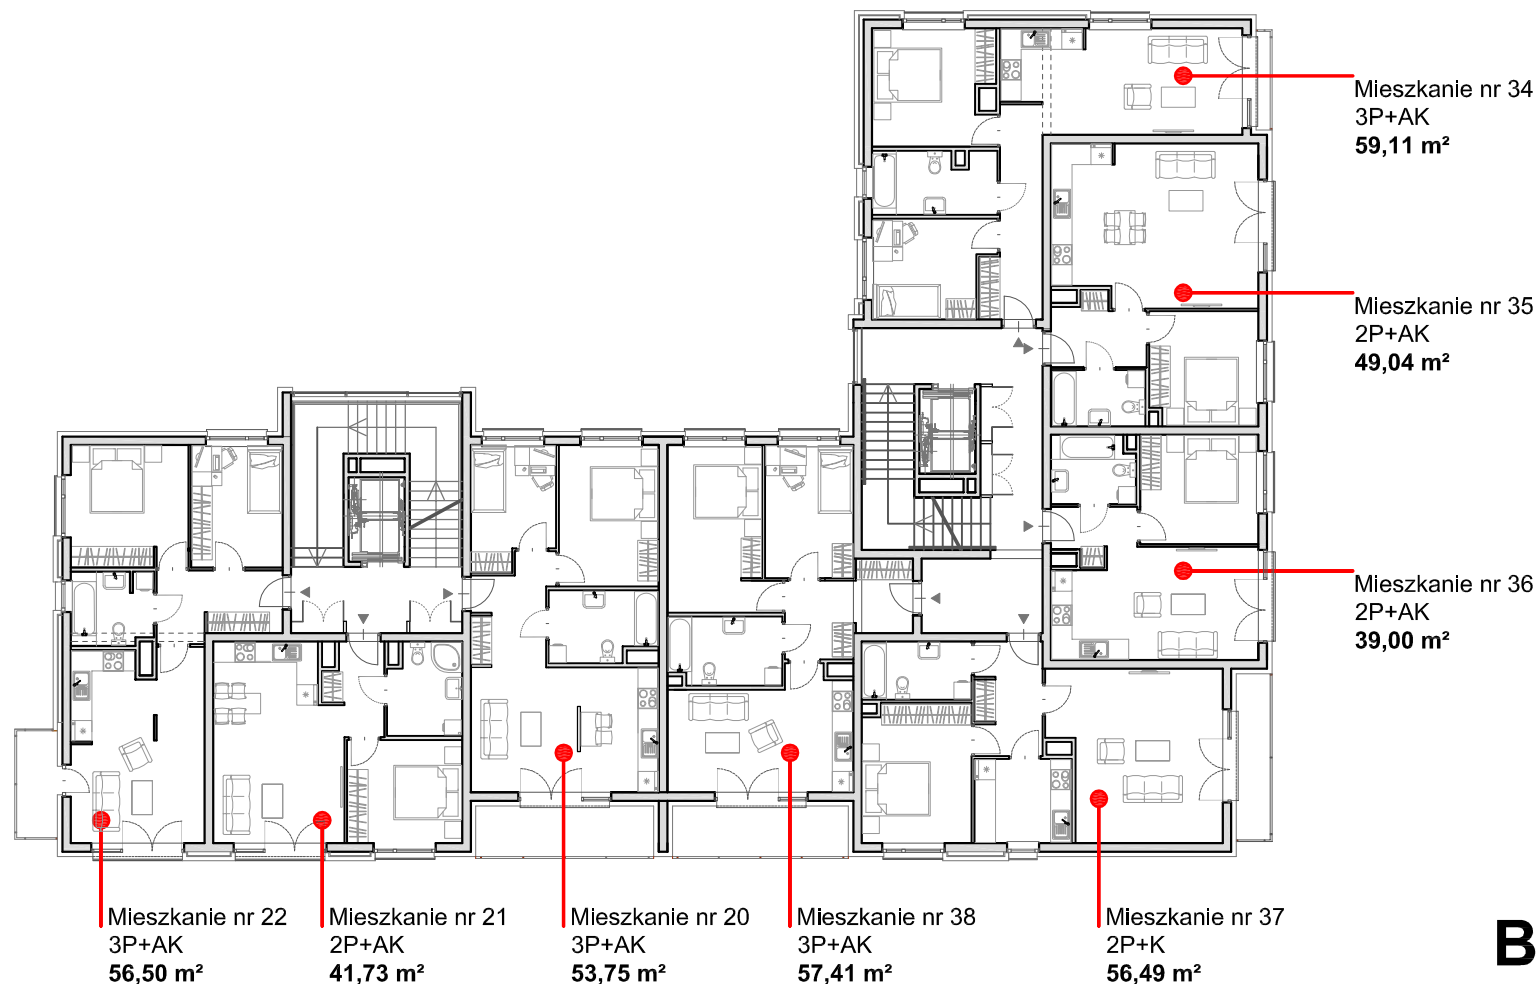 Mieszkanie nr 34
3P+AK
59,11 m²
Mieszkanie nr 35
2P+AK
49,04 m²
Mieszkanie nr 36
2P+AK
39,00 m²
Mieszkanie nr 22
3P+AK
56,50 m²
Mieszkanie nr 21
2P+AK
41,73 m²
Mieszkanie nr 20
3P+AK
53,75 m²
Mieszkanie nr 38
3P+AK
57,41 m²
Mieszkanie nr 37
2P+K
56,49 m²
B